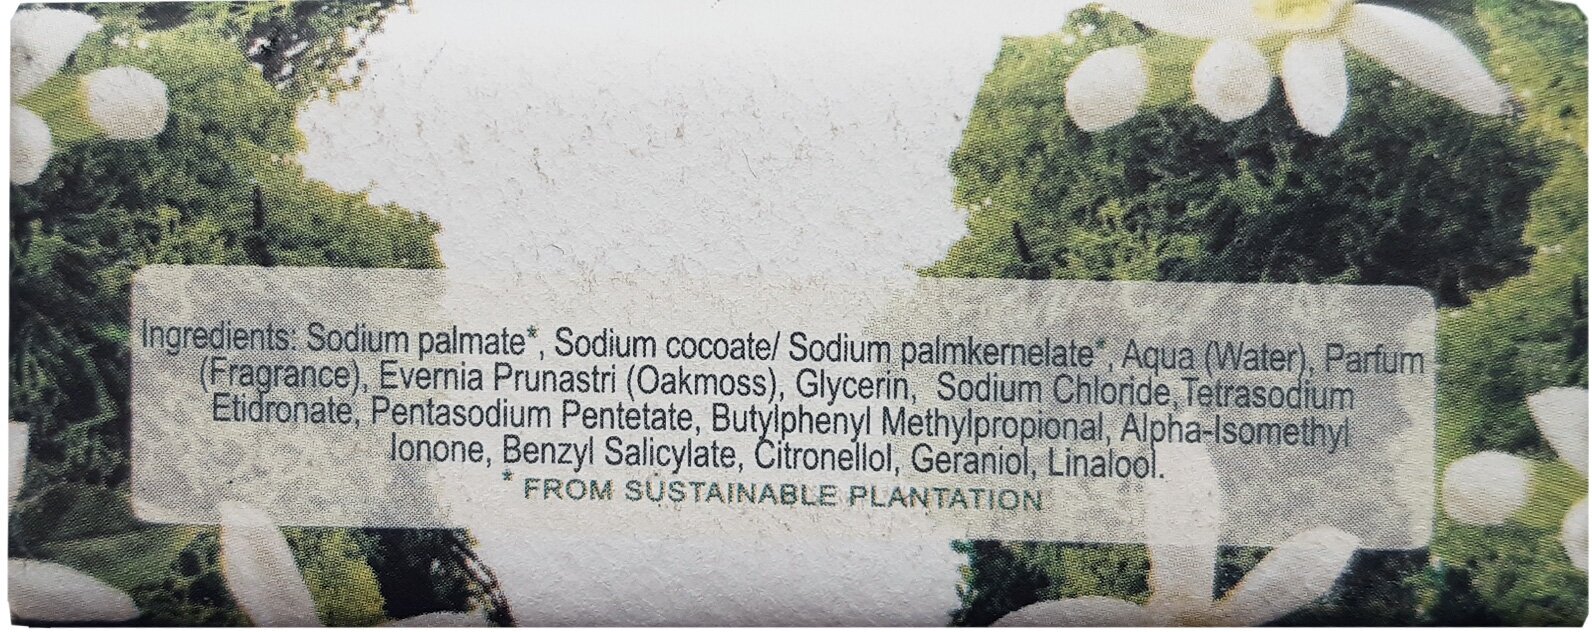 Ingredients: Sodium palmate*, Sodium cocoate/ Sodium palmkernelate*, Aqua (Water), Parfum
(Fragrance), Evernia Prunastri (Oakmoss), Glycerin, Sodium Chloride, Tetrasodium
Etidronate, Pentasodium Pentetate, Butylphenyl Methylpropional, Alpha-Isomethyl
Ionone, Benzyl Salicylate, Citronellol, Geraniol, Linalool.
* FROM SUSTAINABLE PLANTATION